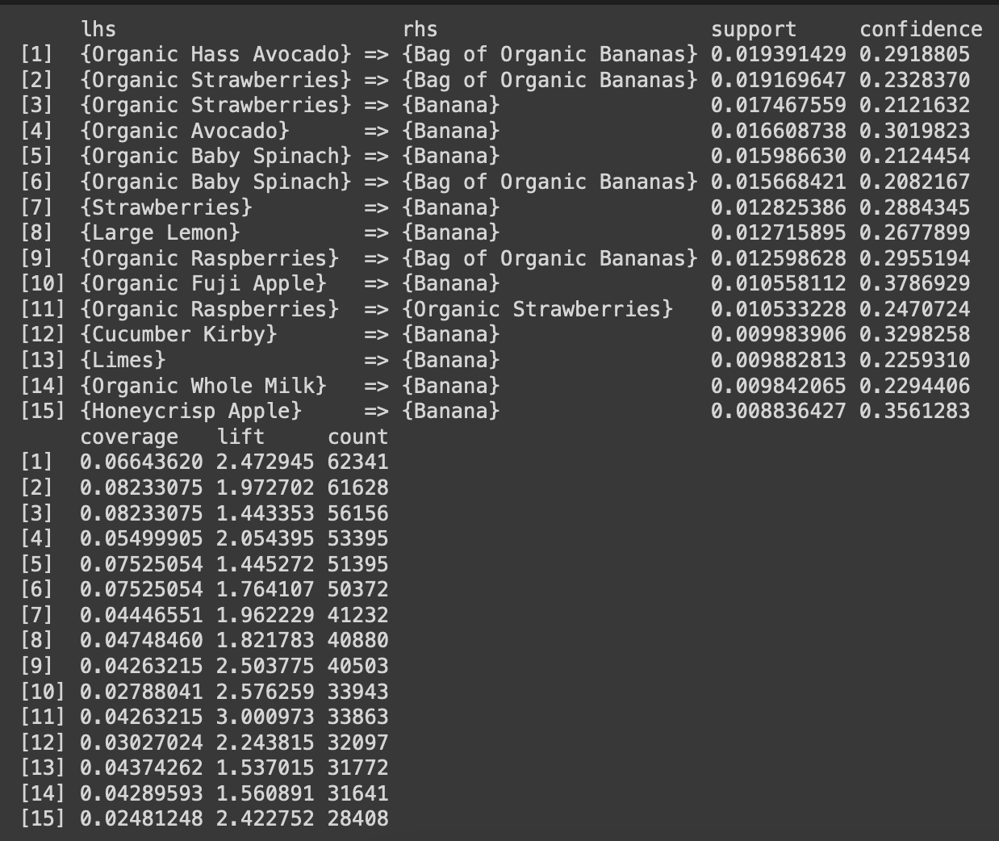 lhs rhs support confidence
[1] {Organic Hass Avocado} => {Bag of Organic Bananas} 0.019391429 0.2918805
[2] {Organic Strawberries} => {Bag of Organic Bananas} 0.019169647 0.2328370
[3] {Organic Strawberries} => {Banana} 0.017467559 0.2121632
[4] {Organic Avocado} => {Banana} 0.016608738 0.3019823
[5] {Organic Baby Spinach} => {Banana} 0.015986630 0.2124454
[6] {Organic Baby Spinach} => {Bag of Organic Bananas} 0.015668421 0.2082167
[7] {Strawberries} => {Banana} 0.012825386 0.2884345
[8] {Large Lemon} => {Banana} 0.012715895 0.2677899
[9] {Organic Raspberries} => {Bag of Organic Bananas} 0.012598628 0.2955194
[10] {Organic Fuji Apple} => {Banana} 0.010558112 0.3786929
[11] {Organic Raspberries} => {Organic Strawberries} 0.010533228 0.2470724
[12] {Cucumber Kirby} => {Banana} 0.009983906 0.3298258
[13] {Limes} => {Banana} 0.009882813 0.2259310
[14] {Organic Whole Milk} => {Banana} 0.009842065 0.2294406
[15] {Honeycrisp Apple} => {Banana} 0.008836427 0.3561283
coverage lift count
[1] 0.06643620 2.472945 62341
[2] 0.08233075 1.972702 61628
[3] 0.08233075 1.443353 56156
[4] 0.05499905 2.054395 53395
[5] 0.07525054 1.445272 51395
[6] 0.07525054 1.764107 50372
[7] 0.04446551 1.962229 41232
[8] 0.04748460 1.821783 40880
[9] 0.04263215 2.503775 40503
[10] 0.02788041 2.576259 33943
[11] 0.04263215 3.000973 33863
[12] 0.03027024 2.243815 32097
[13] 0.04374262 1.537015 31772
[14] 0.04289593 1.560891 31641
[15] 0.02481248 2.422752 28408